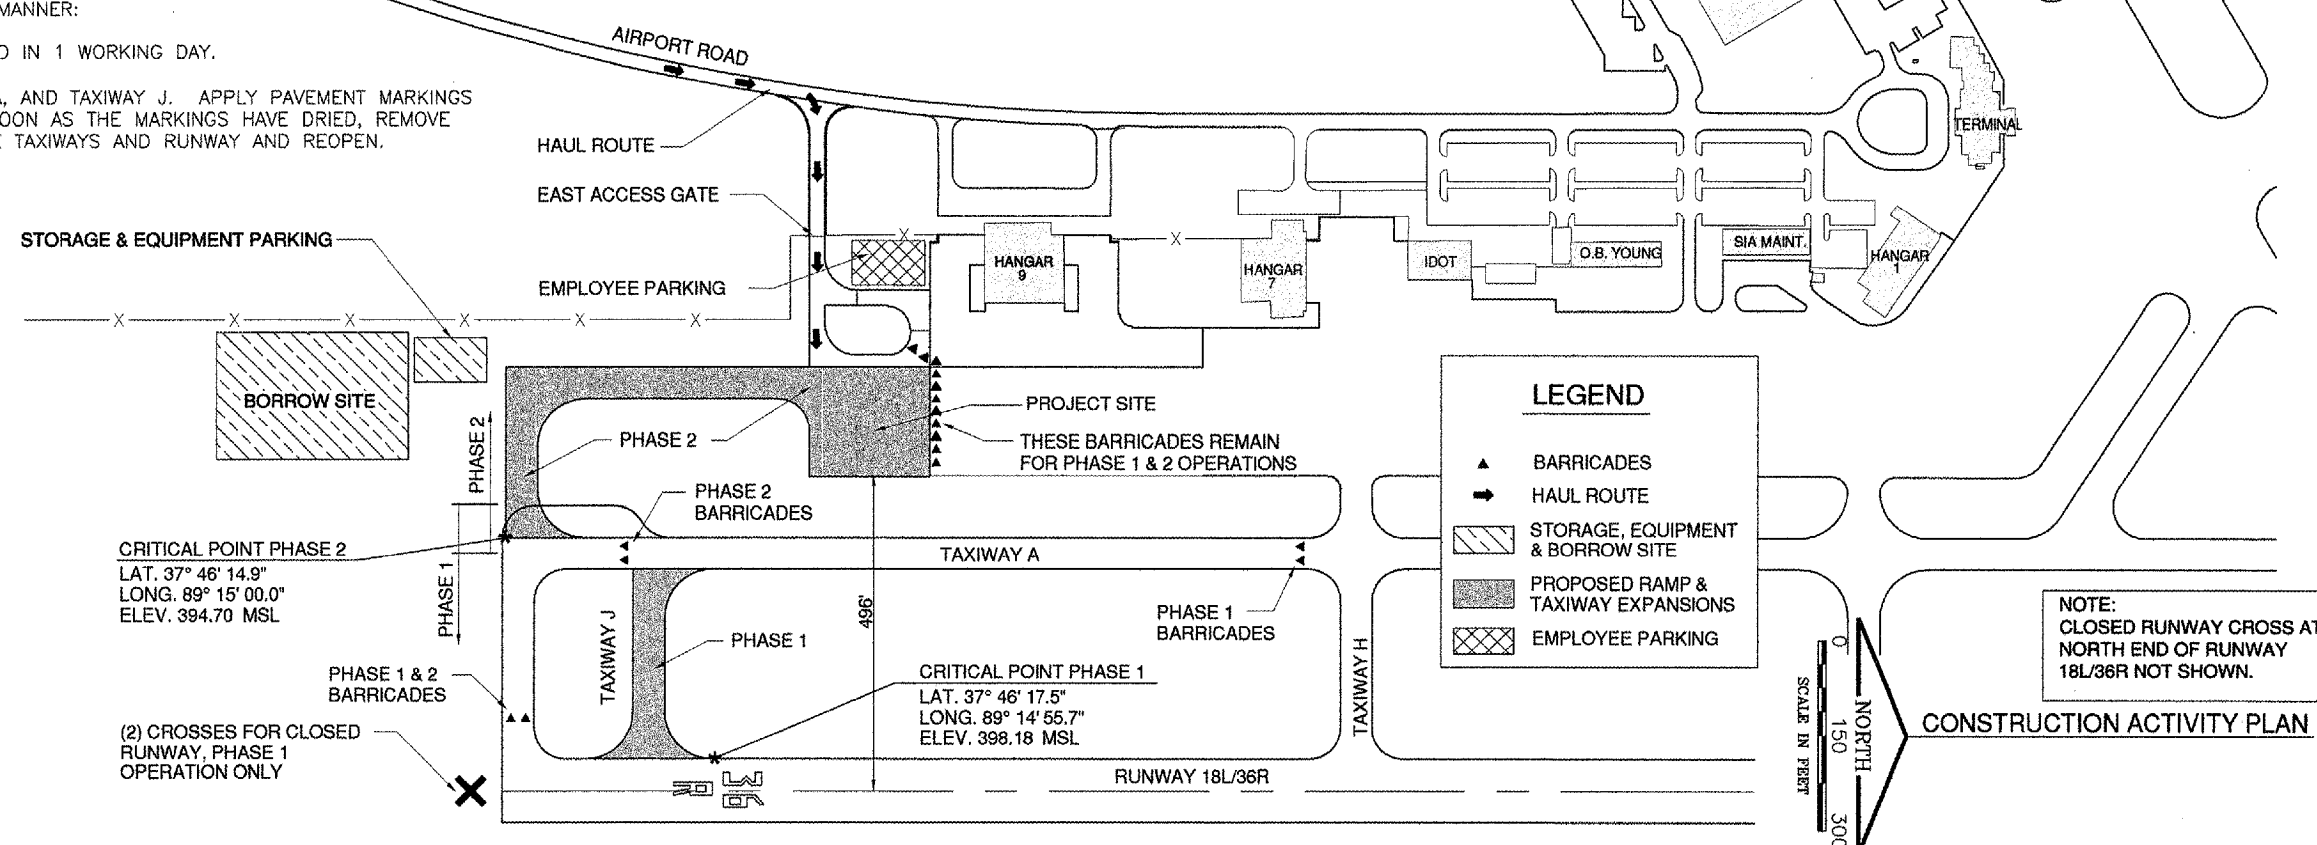 MANNER:
D IN 1 WORKING DAY.
A, AND TAXIWAY J. APPLY PAVEMENT MARKINGS
OON AS THE MARKINGS HAVE DRIED, REMOVE
TAXIWAYS AND RUNWAY AND REOPEN.
AIRPORT ROAD
HAUL ROUTE
EAST ACCESS GATE
STORAGE & EQUIPMENT PARKING
EMPLOYEE PARKING
BORROW SITE
HANGAR
9
HANGAR
7
IDOT
O.B. YOUNG
SIA MAINT.
HANGAR
1
TERMINAL
PROJECT SITE
THESE BARRICADES REMAIN
FOR PHASE 1 & 2 OPERATIONS
PHASE 2
PHASE 2
PHASE 1
PHASE 2
BARRICADES
CRITICAL POINT PHASE 2
LAT. 37° 46' 14.9"
LONG. 89° 15' 00.0"
ELEV. 394.70 MSL
TAXIWAY A
TAXIWAY J
PHASE 1
496'
PHASE 1
BARRICADES
TAXIWAY H
CRITICAL POINT PHASE 1
LAT. 37° 46' 17.5"
LONG. 89° 14' 55.7"
ELEV. 398.18 MSL
PHASE 1 & 2
BARRICADES
(2) CROSSES FOR CLOSED
RUNWAY, PHASE 1
OPERATION ONLY
36R
RUNWAY 18L/36R
LEGEND
BARRICADES
HAUL ROUTE
STORAGE, EQUIPMENT
& BORROW SITE
PROPOSED RAMP &
TAXIWAY EXPANSIONS
EMPLOYEE PARKING
NOTE:
CLOSED RUNWAY CROSS AT
NORTH END OF RUNWAY
18L/36R NOT SHOWN.
0
150
300
SCALE IN FEET
NORTH
CONSTRUCTION ACTIVITY PLAN